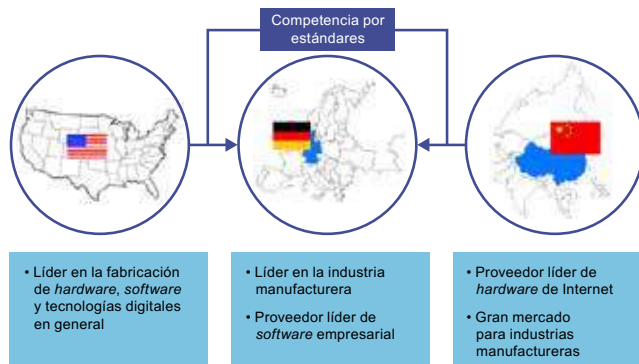 Competencia por
estándares
• Líder en la fabricación
de hardware, software
y tecnologías digitales
en general
• Líder en la industria
manufacturera
• Proveedor líder de
software empresarial
• Proveedor líder de
hardware de Internet
• Gran mercado
para industrias
manufactureras